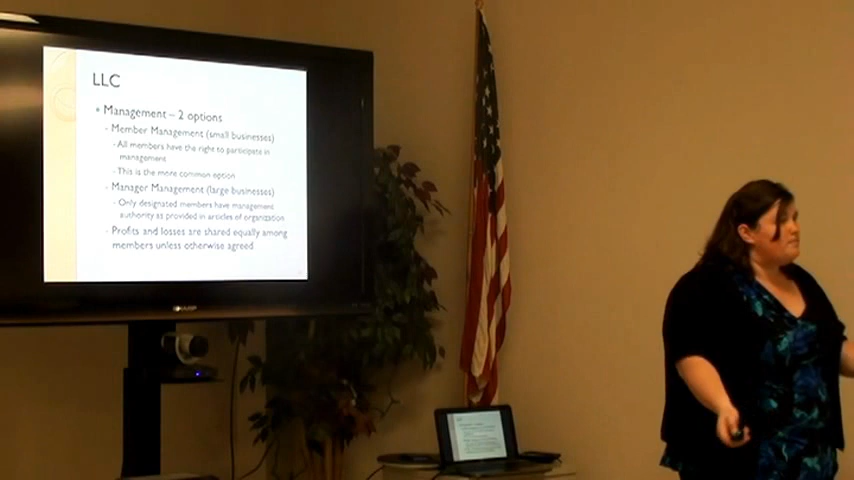 LLC
Management – 2 options
- Member Management (small businesses)
- All members have the right to participate in
management
- This is the more common option
- Manager Management (large businesses)
- Only designated members have management
authority as provided in articles of organization
- Profits and losses are shared equally among
members unless otherwise agreed
SHARP